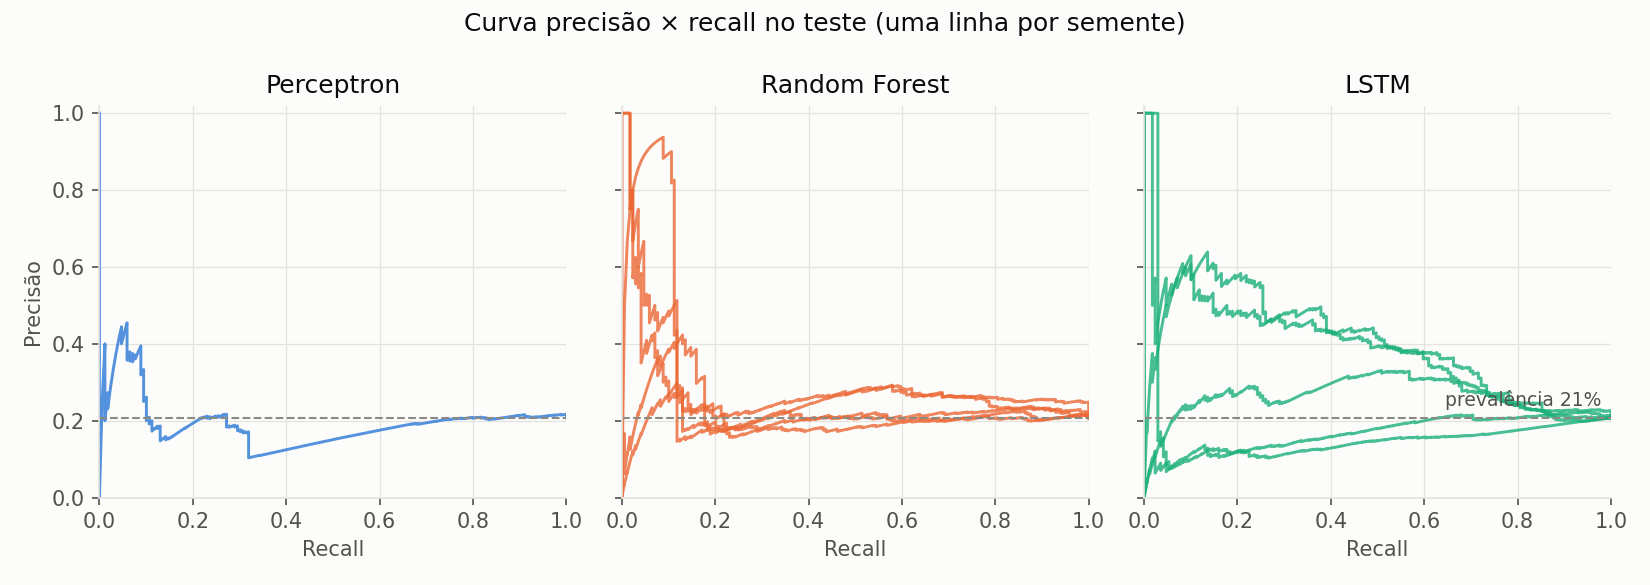 Curva precisão × recall no teste (uma linha por semente)
Perceptron
Random Forest
LSTM
Precisão
1.0
0.8
0.6
0.4
0.2
0.0
prevalência 21%
0.0 0.2 0.4 0.6 0.8 1.0
0.0 0.2 0.4 0.6 0.8 1.0
0.0 0.2 0.4 0.6 0.8 1.0
Recall
Recall
Recall